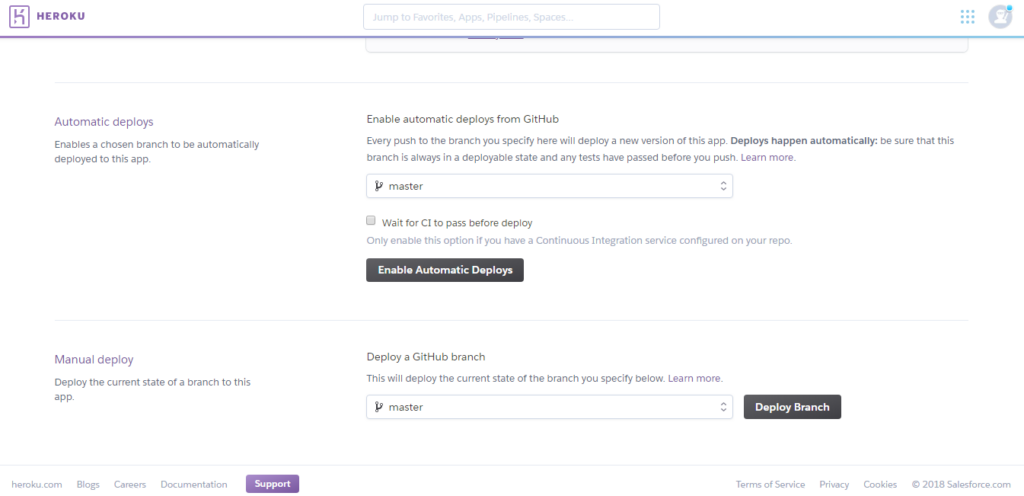 HEROKU
Jump to Favorites, Apps, Pipelines, Spaces...
Automatic deploys
Enables a chosen branch to be automatically
deployed to this app.
Enable automatic deploys from GitHub
Every push to the branch you specify here will deploy a new version of this app. Deploys happen automatically: be sure that this
branch is always in a deployable state and any tests have passed before you push. Learn more.
master
Wait for CI to pass before deploy
Only enable this option if you have a Continuous Integration service configured on your repo.
Enable Automatic Deploys
Manual deploy
Deploy the current state of a branch to this
app.
Deploy a GitHub branch
This will deploy the current state of the branch you specify below. Learn more.
master
Deploy Branch
heroku.com Blogs Careers Documentation Support
Terms of Service Privacy Cookies © 2018 Salesforce.com